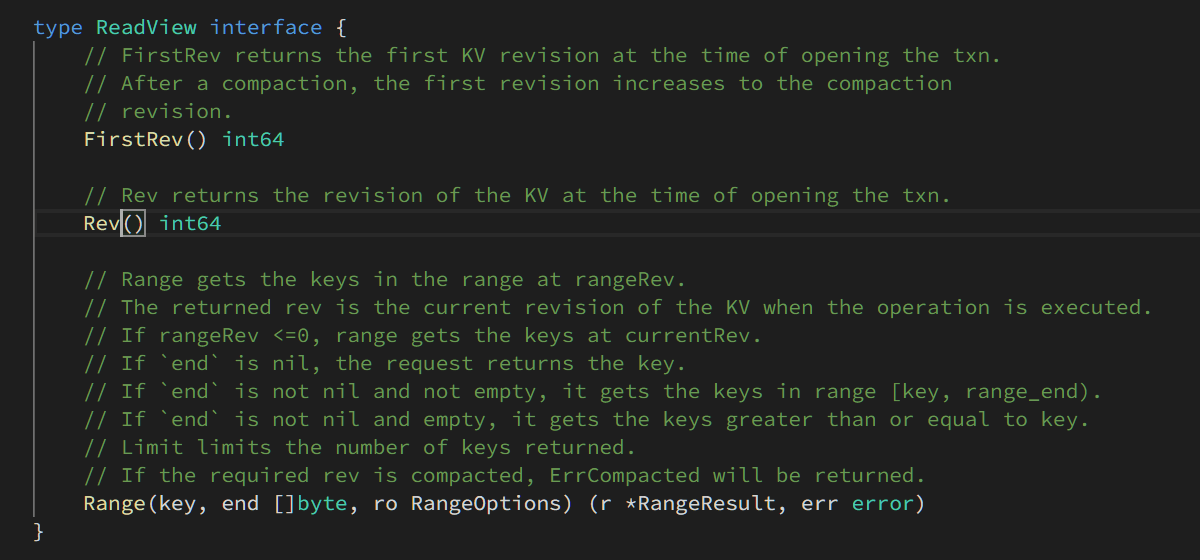 type ReadView interface {
// FirstRev returns the first KV revision at the time of opening the txn.
// After a compaction, the first revision increases to the compaction
// revision.
FirstRev() int64
// Rev returns the revision of the KV at the time of opening the txn.
Rev() int64
// Range gets the keys in the range at rangeRev.
// The returned rev is the current revision of the KV when the operation is executed.
// If rangeRev <=0, range gets the keys at currentRev.
// If `end` is nil, the request returns the key.
// If `end` is not nil and not empty, it gets the keys in range [key, range_end).
// If `end` is not nil and empty, it gets the keys greater than or equal to key.
// Limit limits the number of keys returned.
// If the required rev is compacted, ErrCompacted will be returned.
Range(key, end []byte, ro RangeOptions) (r *RangeResult, err error)
}